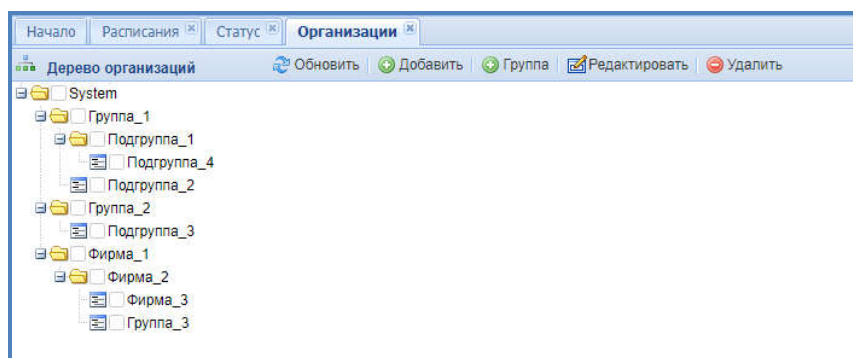 Начало Расписания Статус Организации
Дерево организаций Обновить Добавить Группа Редактировать Удалить
System
Группа_1
Подгруппа_1
Подгруппа_4
Подгруппа_2
Группа_2
Подгруппа_3
Фирма_1
Фирма_2
Фирма_3
Группа_3